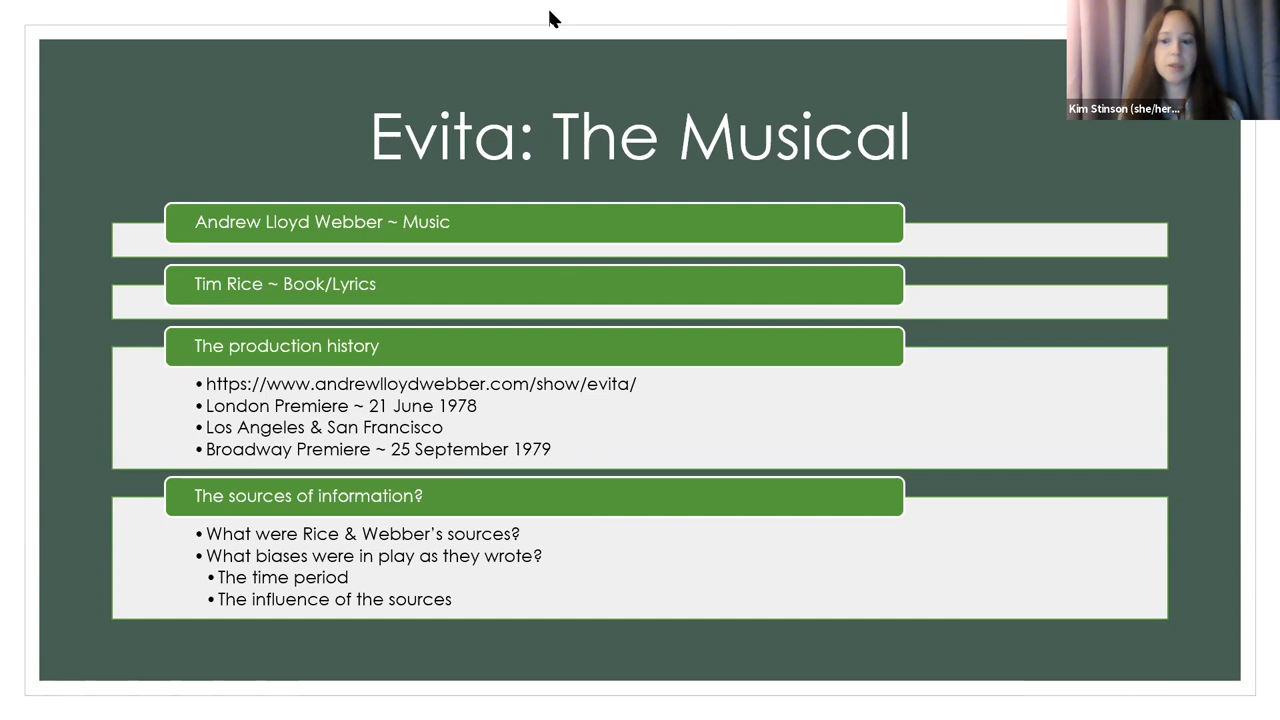 Kim Stinson (she/her...
Evita: The Musical
Andrew Lloyd Webber ~ Music
Tim Rice ~ Book/Lyrics
The production history
•https://www.andrewlloydwebber.com/show/evita/
•London Premiere ~ 21 June 1978
•Los Angeles & San Francisco
•Broadway Premiere ~ 25 September 1979
The sources of information?
•What were Rice & Webber’s sources?
•What biases were in play as they wrote?
•The time period
•The influence of the sources